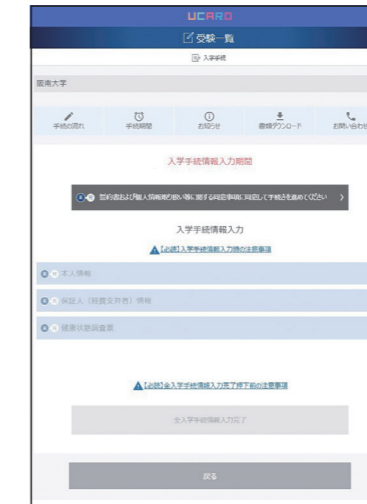 UCARO
受験一覧
入学手続
阪南大学
手続の流れ
手続期間
お知らせ
書類ダウンロード
お問い合わせ
入学手続情報入力期間
誓約書および個人情報取り扱い等に関する同意事項に同意して手続きを進めてください
入学手続情報入力
【必読】入学手続情報入力時の注意事項
本人情報
保証人（経費支弁者）情報
健康状態調査票
【必読】全入学手続情報入力完了押下前の注意事項
全入学手続情報入力完了
戻る